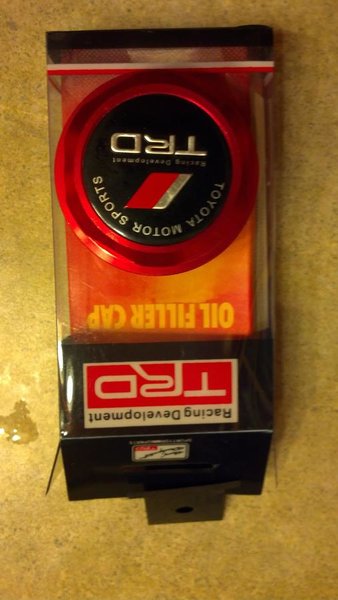 TOYOTA MOTOR SPORTS
TRD
Racing Development
OIL FILLER CAP
TRD
Racing Development